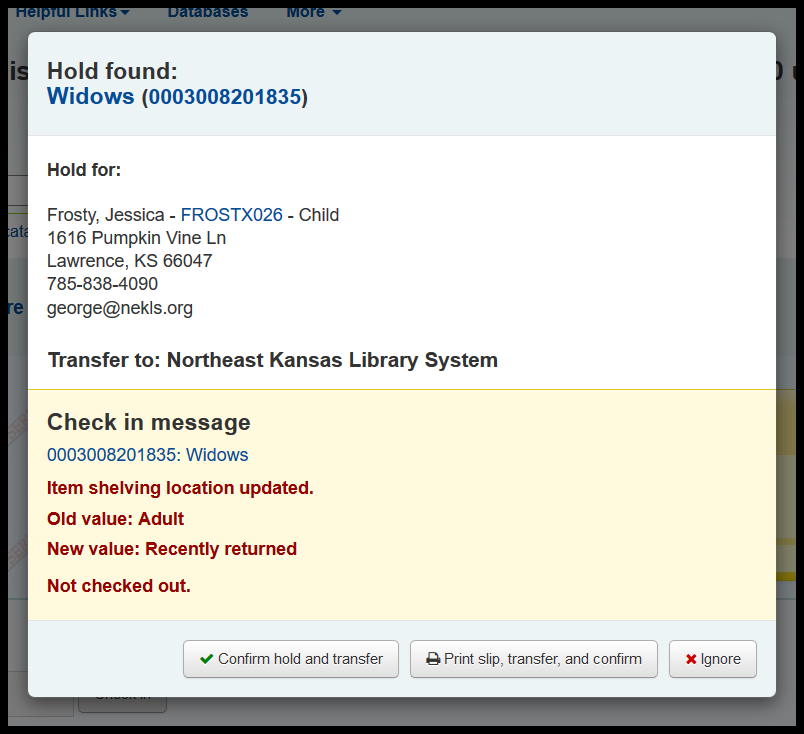 Helpful Links
Databases
More
Hold found:
Widows (0003008201835)
Hold for:
Frosty, Jessica - FROSTX026 - Child
1616 Pumpkin Vine Ln
Lawrence, KS 66047
785-838-4090
george@nekls.org
Transfer to: Northeast Kansas Library System
Check in message
0003008201835: Widows
Item shelving location updated.
Old value: Adult
New value: Recently returned
Not checked out.
Confirm hold and transfer
Print slip, transfer, and confirm
Ignore
Check in